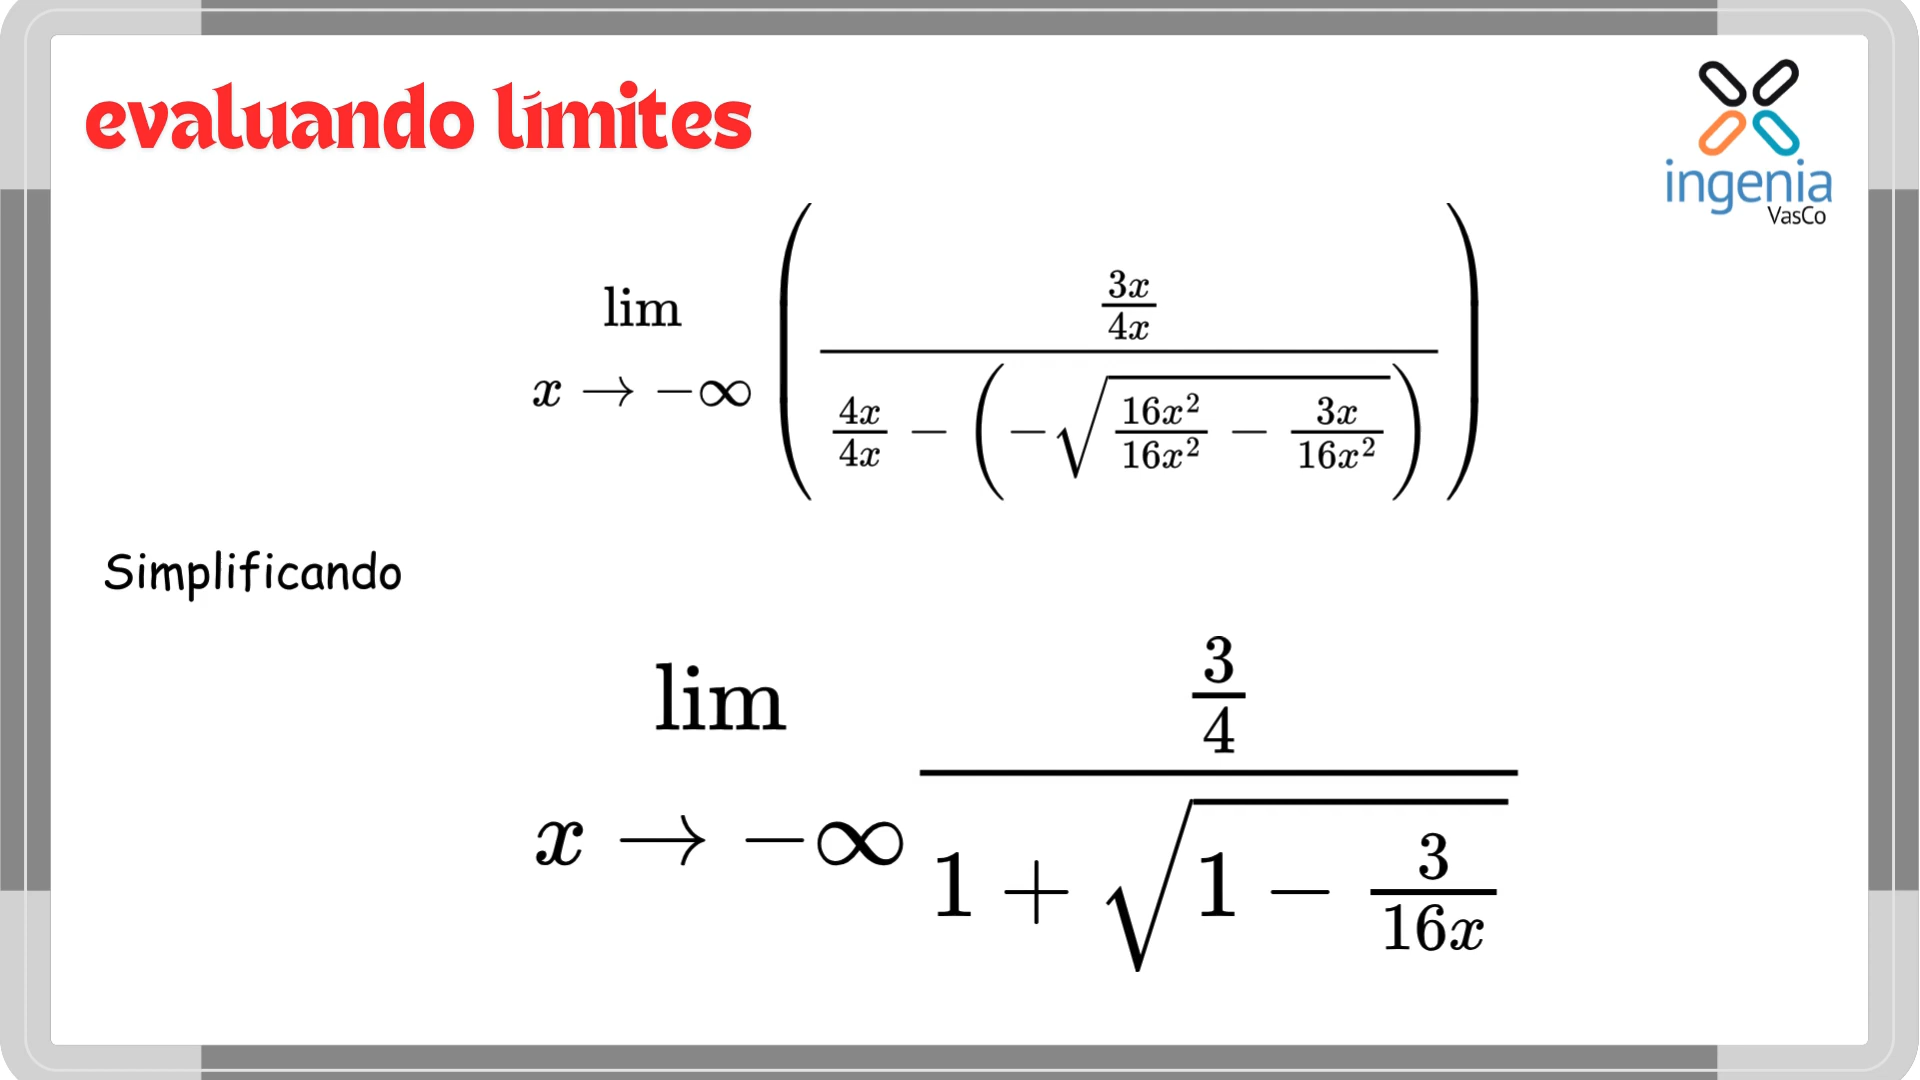 evaluando límites
ingenia
VasCo
lim x → −∞ ( (3x/4x) / (4x/4x − (−√(16x²/16x² − 3x/16x²))) )
Simplificando
lim x → −∞ (3/4) / (1 + √(1 − 3/16x))